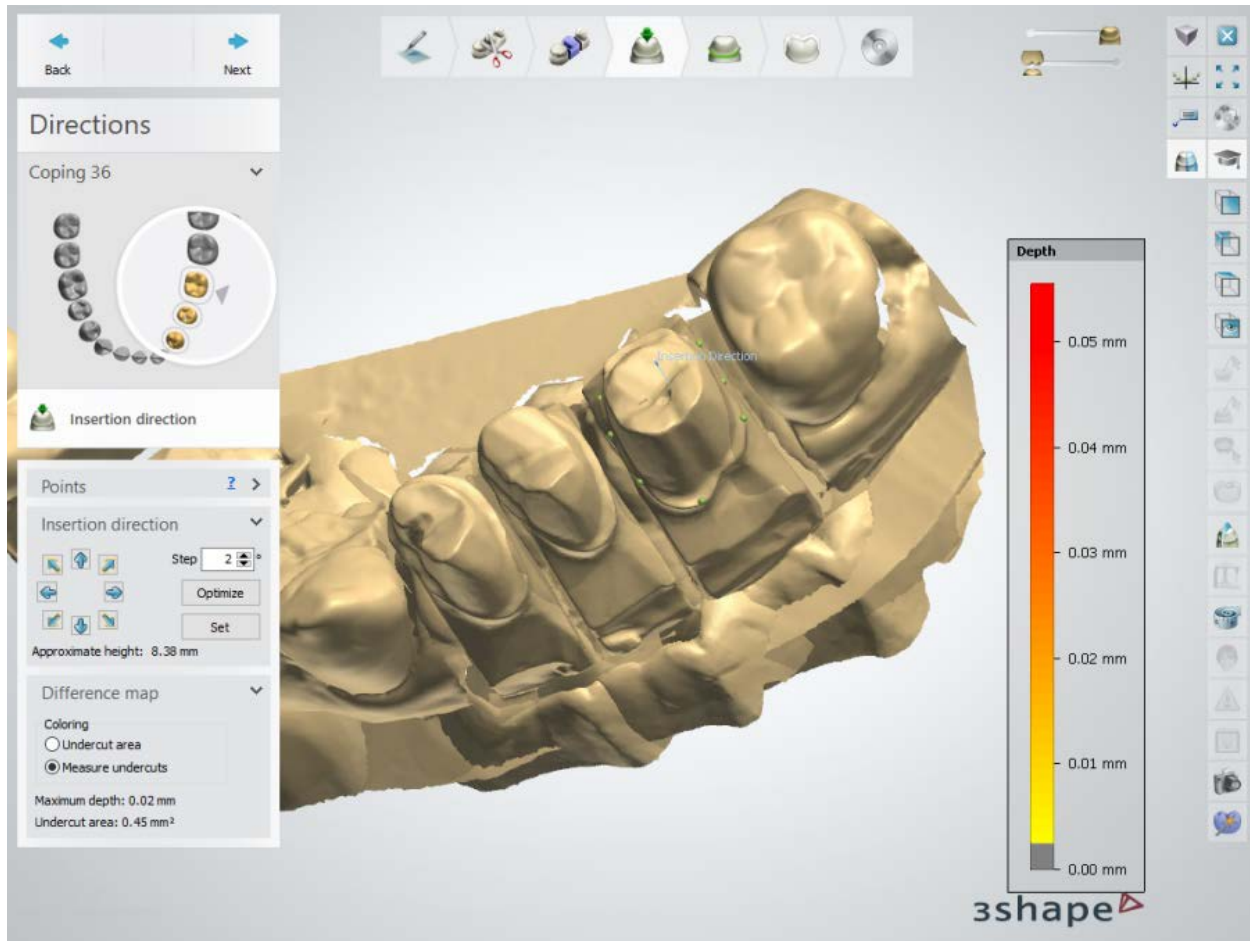 Back
Next
Directions
Coping 36
Insertion direction
Points ?
Insertion direction
Step 2 °
Optimize
Set
Approximate height: 8.38 mm
Difference map
Coloring
Undercut area
Measure undercuts
Maximum depth: 0.02 mm
Undercut area: 0.45 mm²
Insertion Direction
Depth
0.05 mm
0.04 mm
0.03 mm
0.02 mm
0.01 mm
0.00 mm
3shape